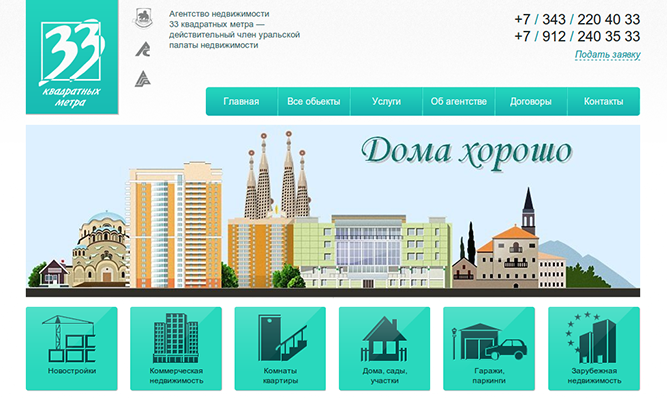 33
квадратных
метра
Агентство недвижимости
33 квадратных метра —
действительный член уральской
палаты недвижимости
+7 / 343 / 220 40 33
+7 / 912 / 240 35 33
Подать заявку
Главная
Все обьекты
Услуги
Об агентстве
Договоры
Контакты
Дома хорошо
Новостройки
Коммерческая
недвижимость
Комнаты
квартиры
Дома, сады,
участки
Гаражи,
паркинги
Зарубежная
недвижимость